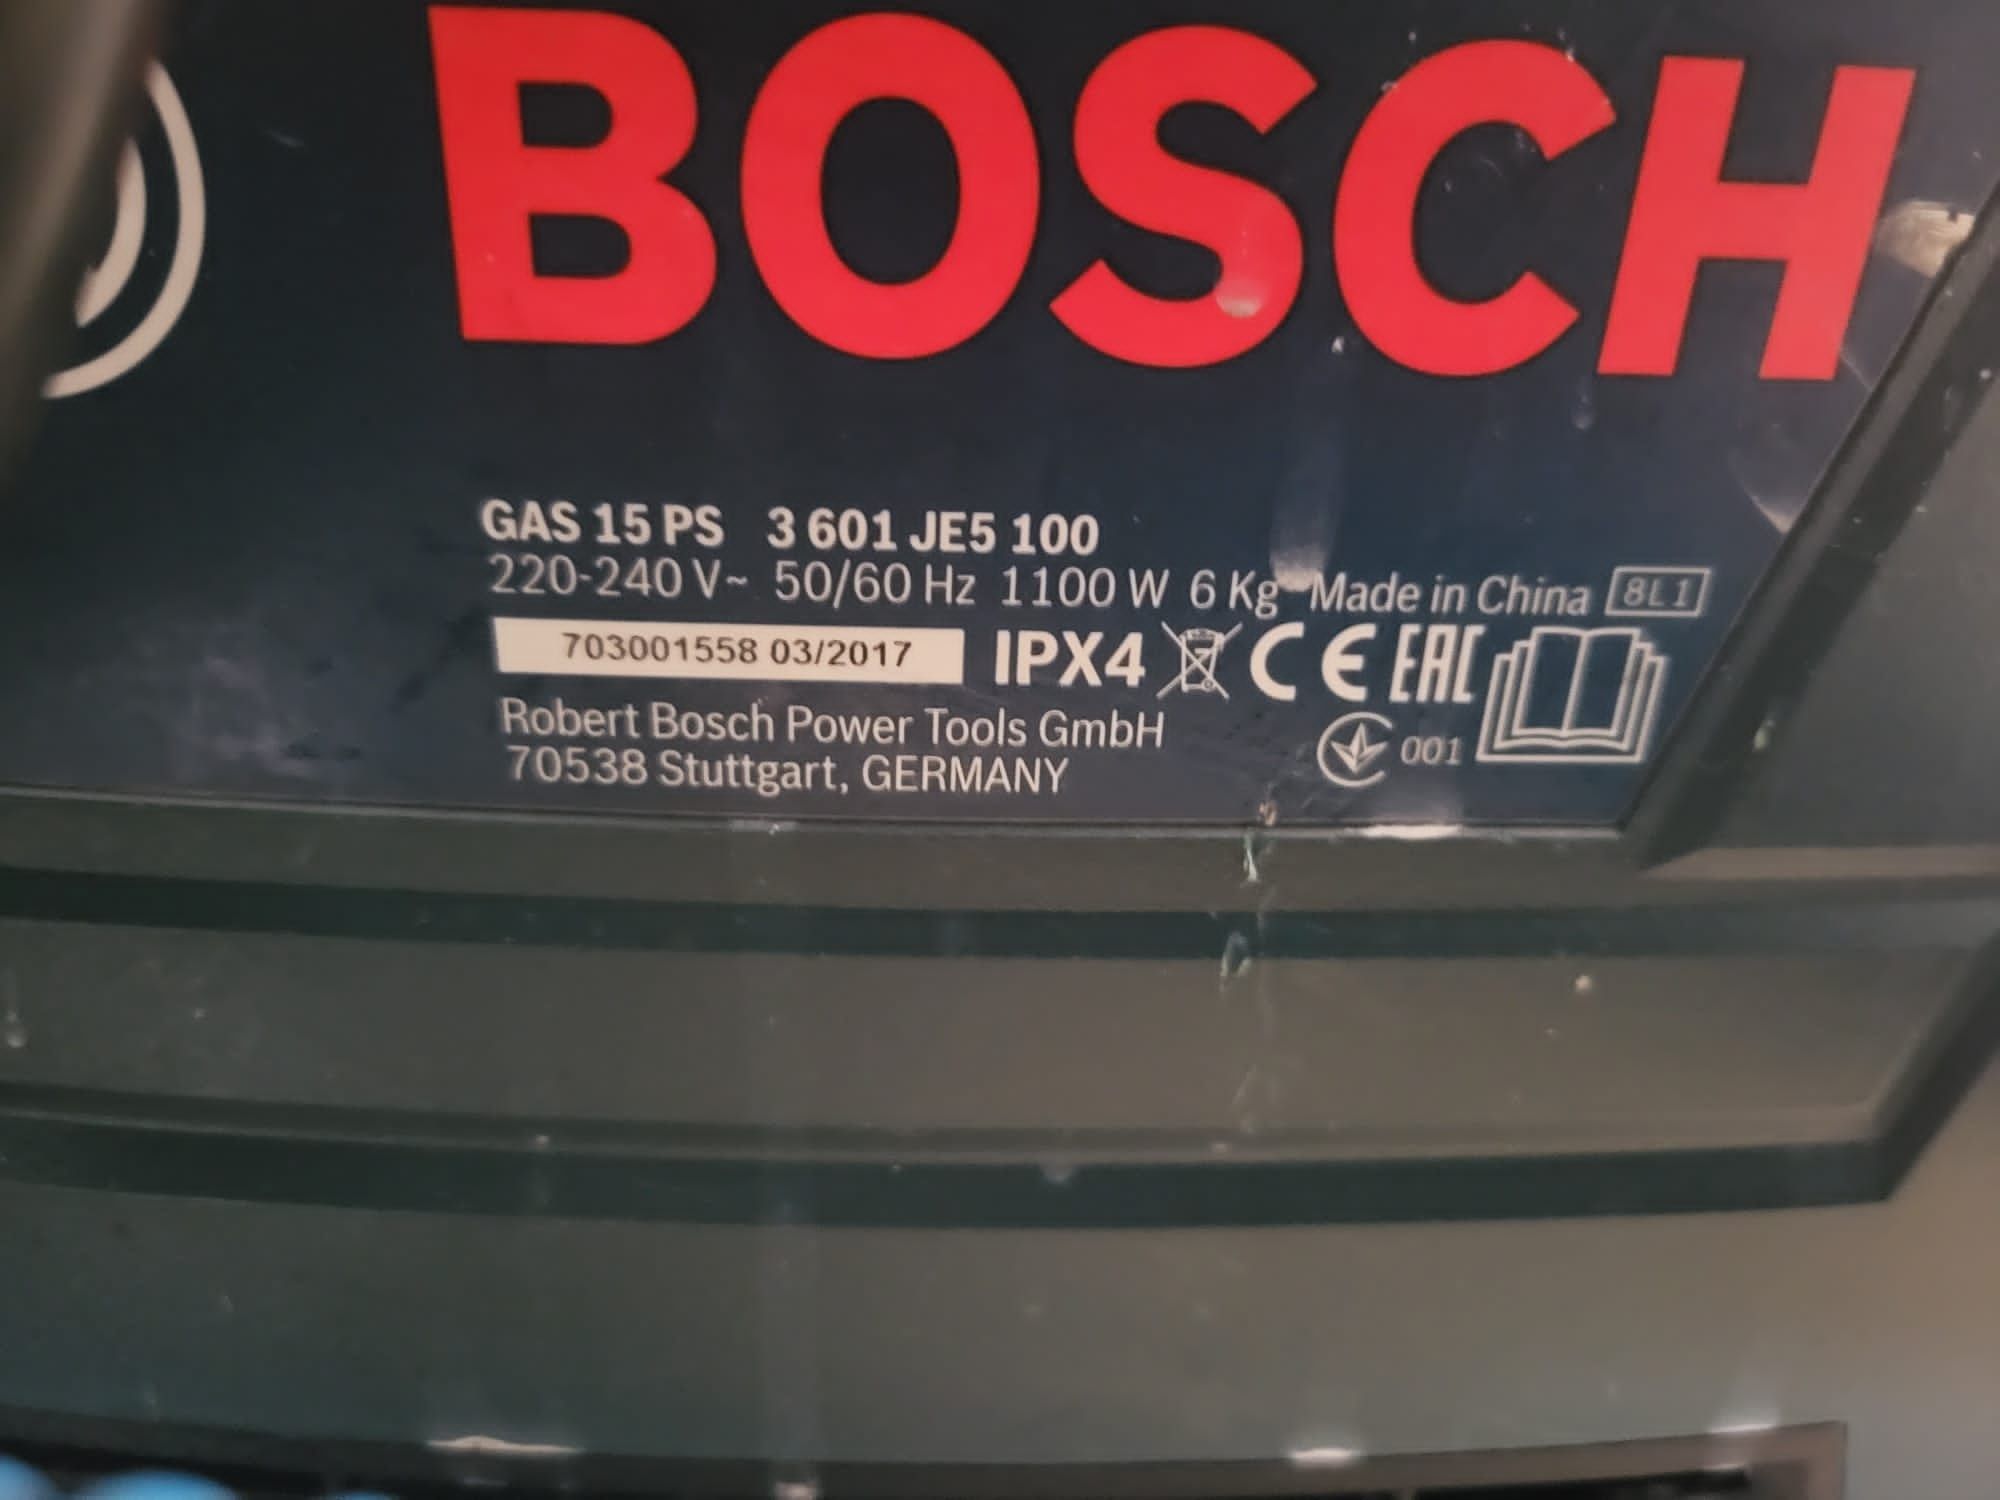 BOSCH
GAS 15 PS 3 601 JE5 100
220-240 V~ 50/60 Hz 1100 W 6 Kg Made in China 8L1
703001558 03/2017 IPX4 CE EAC
Robert Bosch Power Tools GmbH
001
70538 Stuttgart, GERMANY